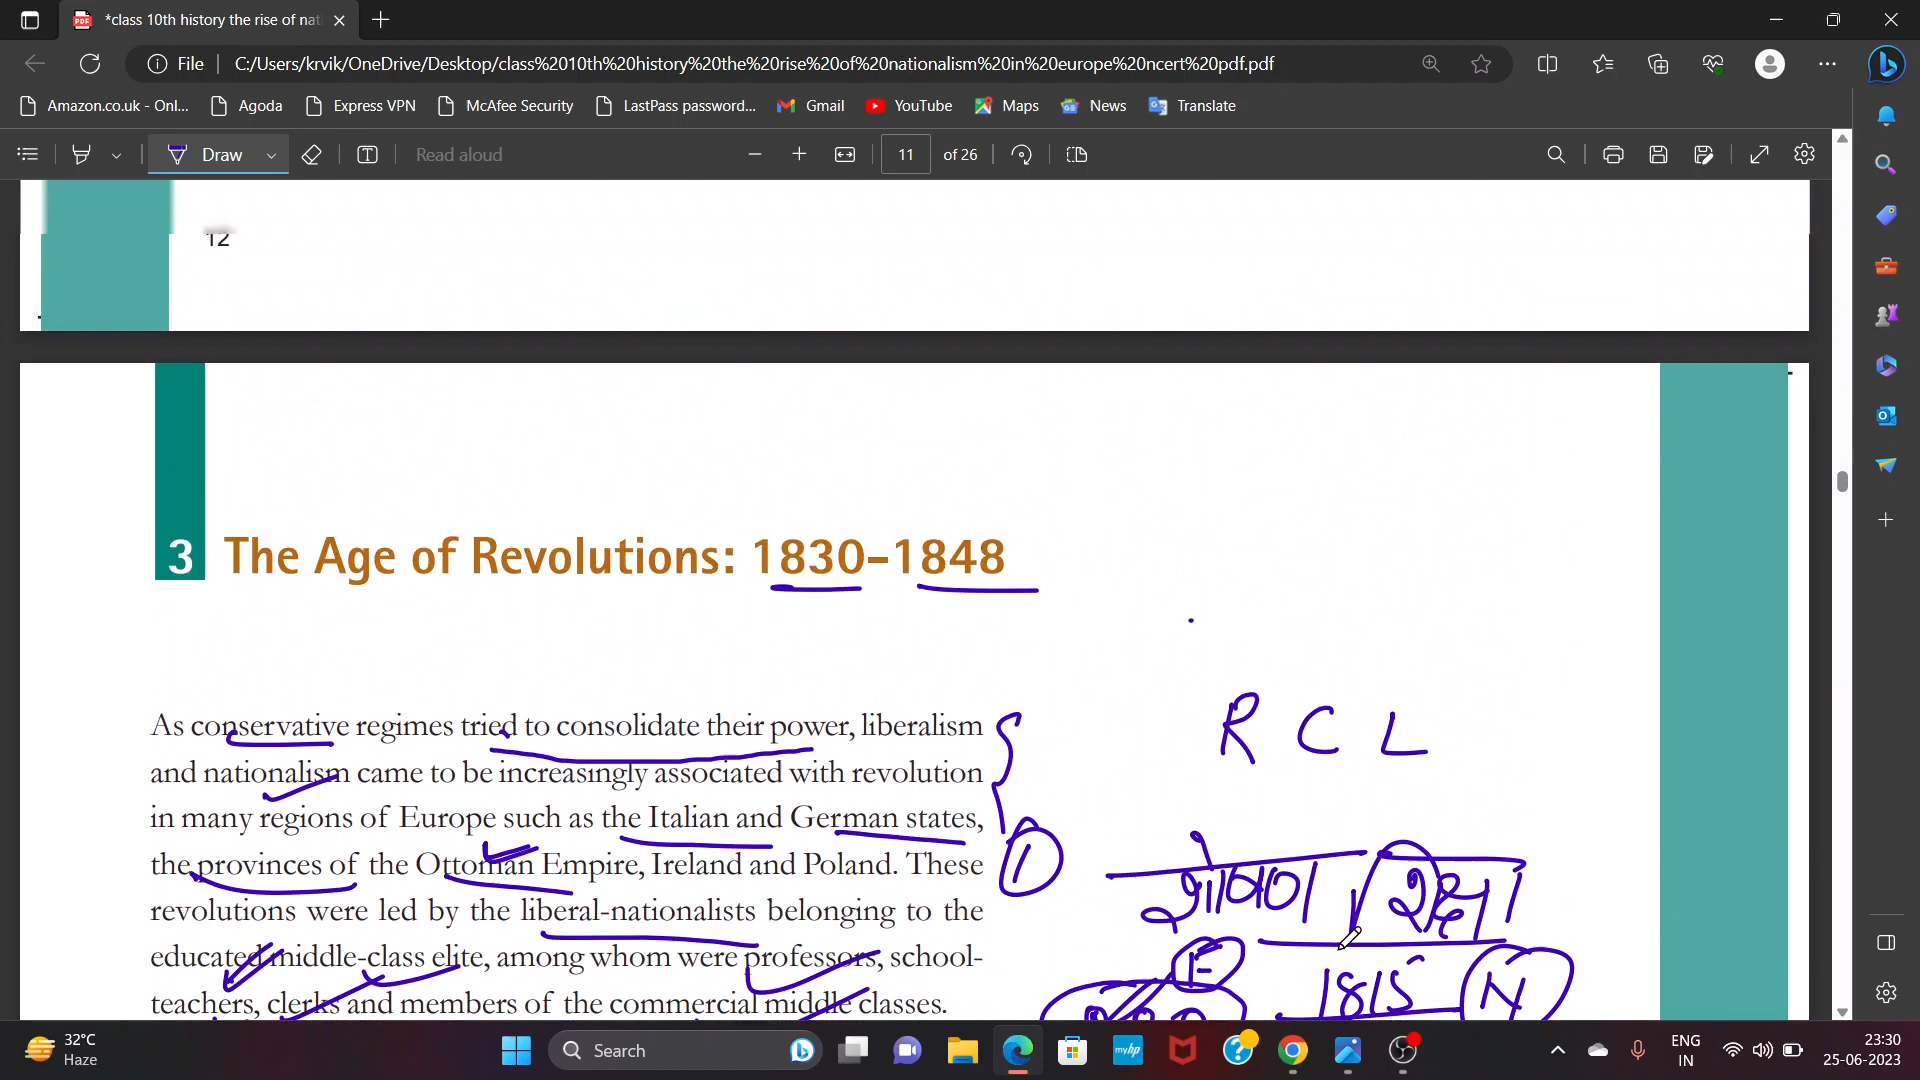 *class 10th history the rise of nat
File
C:/Users/krvik/OneDrive/Desktop/class%2010th%20history%20the%20rise%20of%20nationalism%20in%20europe%20ncert%20pdf.pdf
Amazon.co.uk - Onl... Agoda Express VPN McAfee Security LastPass password... Gmail YouTube Maps News Translate
Draw Read aloud 11 of 26
12
3 The Age of Revolutions: 1830–1848
R C L
As conservative regimes tried to consolidate their power, liberalism
and nationalism came to be increasingly associated with revolution
in many regions of Europe such as the Italian and German states,
the provinces of the Ottoman Empire, Ireland and Poland. These
revolutions were led by the liberal-nationalists belonging to the
educated middle-class elite, among whom were professors, school-
teachers, clerks and members of the commercial middle classes.
1
E
1815 N
32°C
Haze
Search
myhp
ENG
IN
23:30
25-06-2023